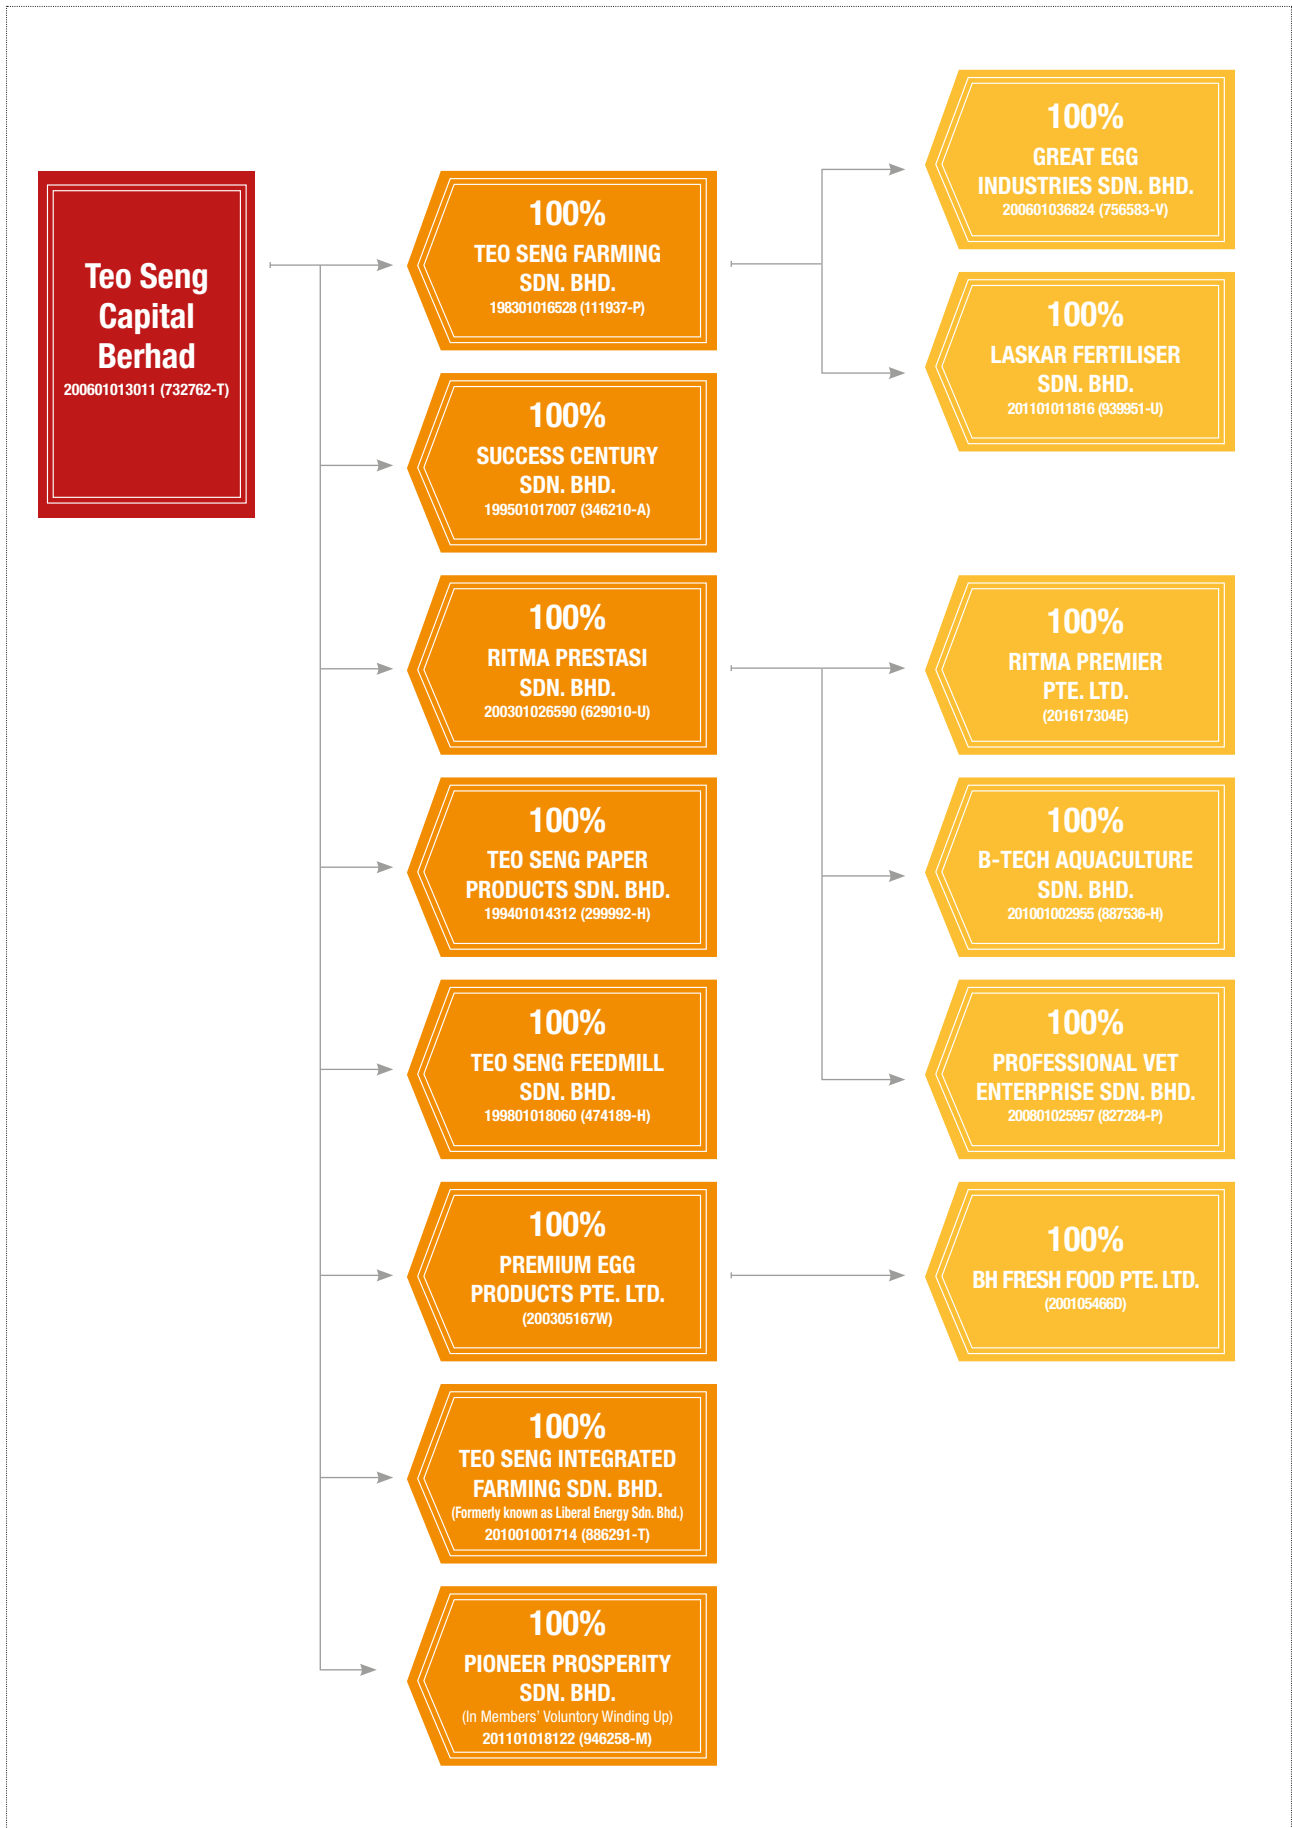 Teo Seng
Capital
Berhad
200601013011 (732762-T)
100%
TEO SENG FARMING
SDN. BHD.
198301016528 (111937-P)
100%
SUCCESS CENTURY
SDN. BHD.
199501017007 (346210-A)
100%
RITMA PRESTASI
SDN. BHD.
200301026590 (629010-U)
100%
TEO SENG PAPER
PRODUCTS SDN. BHD.
199401014312 (299992-H)
100%
TEO SENG FEEDMILL
SDN. BHD.
199801018060 (474189-H)
100%
PREMIUM EGG
PRODUCTS PTE. LTD.
(200305167W)
100%
TEO SENG INTEGRATED
FARMING SDN. BHD.
(Formerly known as Liberal Energy Sdn. Bhd.)
201001001714 (886291-T)
100%
PIONEER PROSPERITY
SDN. BHD.
(In Members' Voluntory Winding Up)
201101018122 (946258-M)
100%
GREAT EGG
INDUSTRIES SDN. BHD.
200601036824 (756583-V)
100%
LASKAR FERTILISER
SDN. BHD.
201101011816 (939951-U)
100%
RITMA PREMIER
PTE. LTD.
(201617304E)
100%
B-TECH AQUACULTURE
SDN. BHD.
201001002955 (887536-H)
100%
PROFESSIONAL VET
ENTERPRISE SDN. BHD.
200801025957 (827284-P)
100%
BH FRESH FOOD PTE. LTD.
(200105466D)